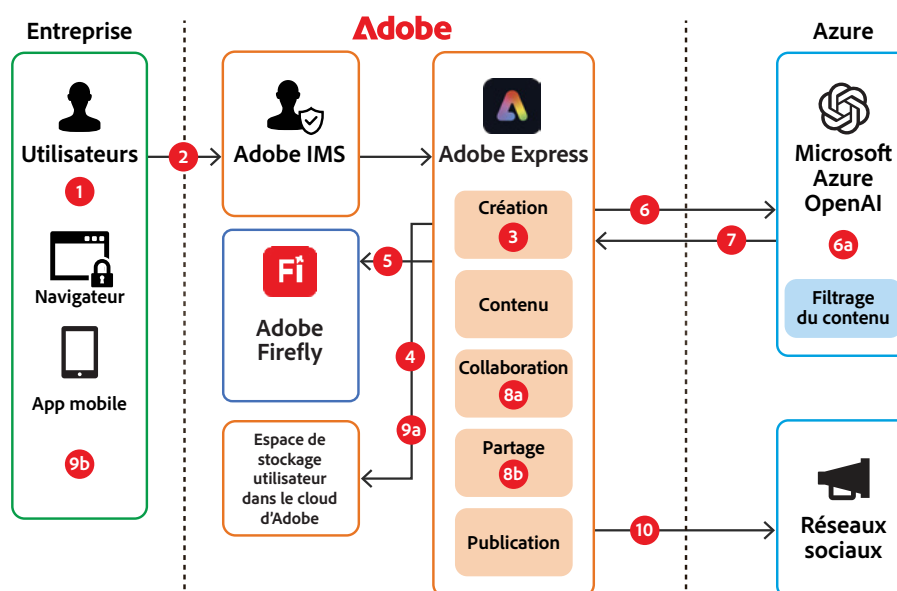 Entreprise
Adobe
Azure
Utilisateurs
1
Navigateur
App mobile
9b
2
Adobe IMS
Fi
Adobe
Firefly
5
4
9a
Espace de
stockage
utilisateur
dans le cloud
d’Adobe
Adobe Express
Création
3
Contenu
Collaboration
8a
Partage
8b
Publication
6
7
10
Microsoft
Azure
OpenAI
6a
Filtrage
du contenu
Réseaux
sociaux